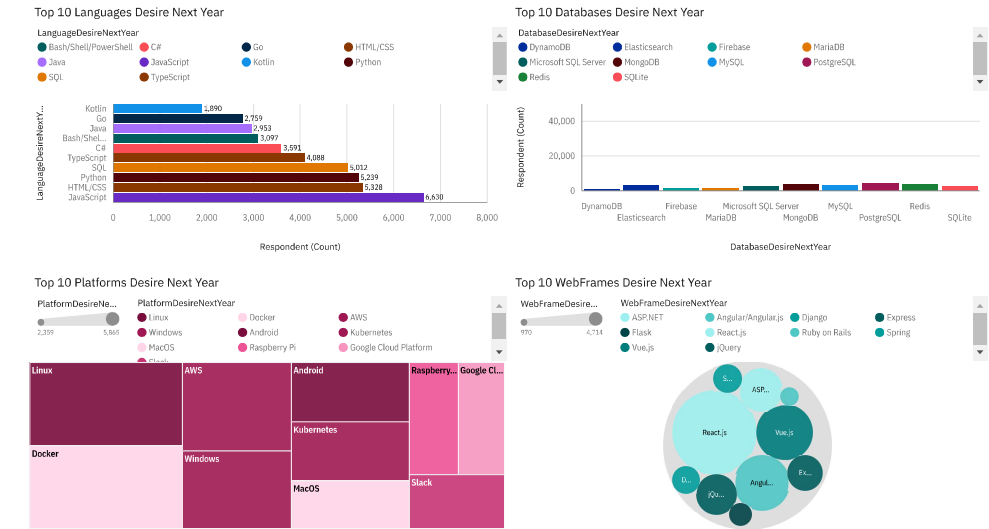 Top 10 Languages Desire Next Year
LanguageDesireNextYear
Bash/Shell/PowerShell C# Go HTML/CSS
Java JavaScript Kotlin Python
SQL TypeScript
LanguageDesireNextY...
Kotlin 1,890
Go 2,759
Java 2,953
Bash/Shel... 3,097
C# 3,591
TypeScript 4,088
SQL 5,012
Python 5,239
HTML/CSS 5,328
JavaScript 6,630
0 1,000 2,000 3,000 4,000 5,000 6,000 7,000 8,000
Respondent (Count)
Top 10 Databases Desire Next Year
DatabaseDesireNextYear
DynamoDB Elasticsearch Firebase MariaDB
Microsoft SQL Server MongoDB MySQL PostgreSQL
Redis SQLite
Respondent (Count)
40,000
20,000
0
DynamoDB Firebase Microsoft SQL Server MySQL Redis
Elasticsearch MariaDB MongoDB PostgreSQL SQLite
DatabaseDesireNextYear
Top 10 Platforms Desire Next Year
PlatformDesireNe...
2,359 5,865
PlatformDesireNextYear
Linux Docker AWS
Windows Android Kubernetes
MacOS Raspberry Pi Google Cloud Platform
Linux
AWS
Android
Raspberry...
Google Cl...
Docker
Windows
Kubernetes
MacOS
Slack
Top 10 WebFrames Desire Next Year
WebFrameDesire...
970 4,714
WebFrameDesireNextYear
ASP.NET Angular/Angular.js Django Express
Flask React.js Ruby on Rails Spring
Vue.js jQuery
S...
ASP...
React.js
Vue.js
D...
Angul...
Ex...
jQu...